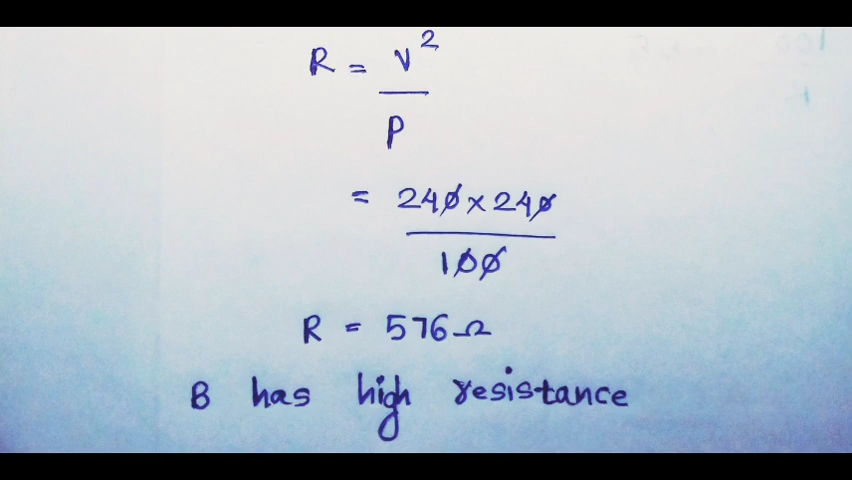 R = V²
P
= 240 × 240
100
R = 576 Ω
B has high resistance